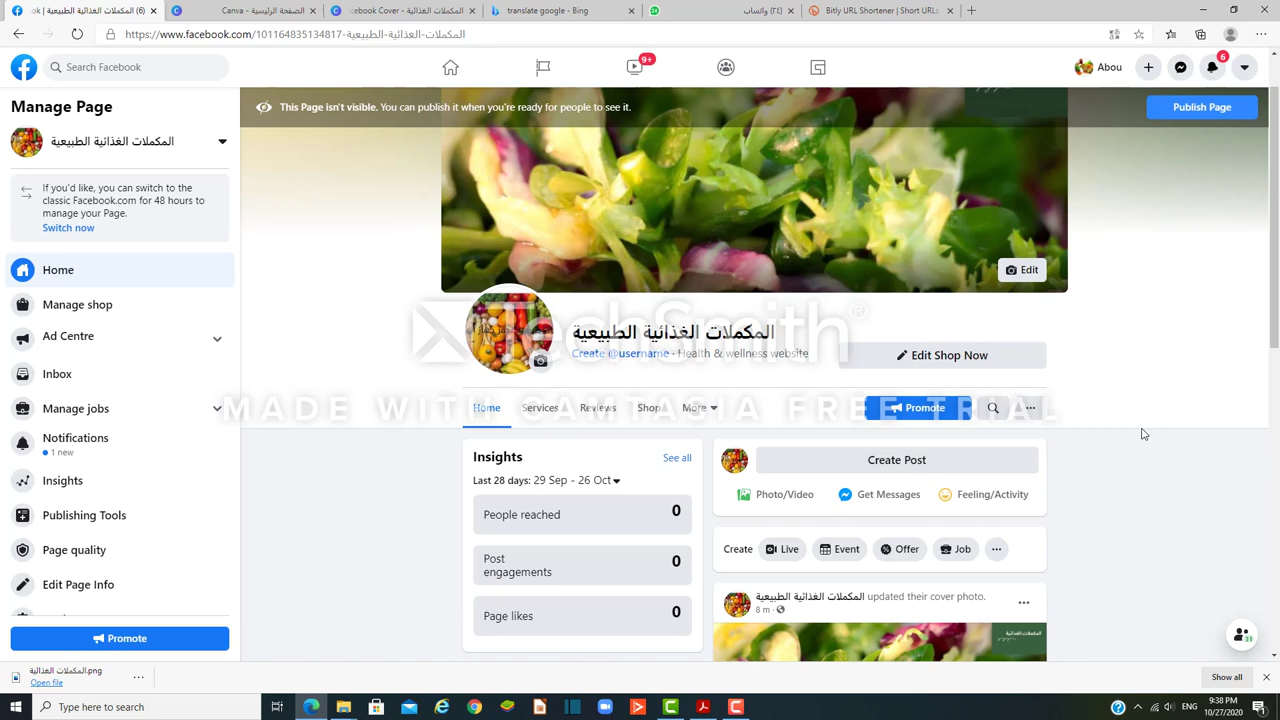 ok | المكملات الغذائية الطبيعية (6)
Canva - الصفحة الرئيسية
Facebook Cover - المكملات الغذائية
translate google - Bing
(1) واتساب
Bitly URL Shortener | Short URLs
https://www.facebook.com/101164835134817-المكملات-الغذائية-الطبيعية
Search Facebook
9+
Abou
6
Manage Page
المكملات الغذائية الطبيعية
If you'd like, you can switch to the
classic Facebook.com for 48 hours to
manage your Page.
Switch now
Home
Manage shop
Ad Centre
Inbox
Manage jobs
Notifications
1 new
Insights
Publishing Tools
Page quality
Edit Page Info
Promote
This Page isn't visible. You can publish it when you're ready for people to see it.
Publish Page
Edit
TechSmith®
المكملات الغذائية الطبيعية
Create @username · Health & wellness website
Edit Shop Now
MADE WITH CAMTASIA FREE TRIAL
Home Services Reviews Shop More
Promote
Insights
See all
Last 28 days: 29 Sep - 26 Oct
People reached 0
Post
engagements 0
Page likes 0
Create Post
Photo/Video Get Messages Feeling/Activity
Create Live Event Offer Job
المكملات الغذائية الطبيعية updated their cover photo.
8 m ·
المكملات الغذائية
المكملات الغذائية.png
Open file
Show all
Type here to search
ENG
9:38 PM
10/27/2020